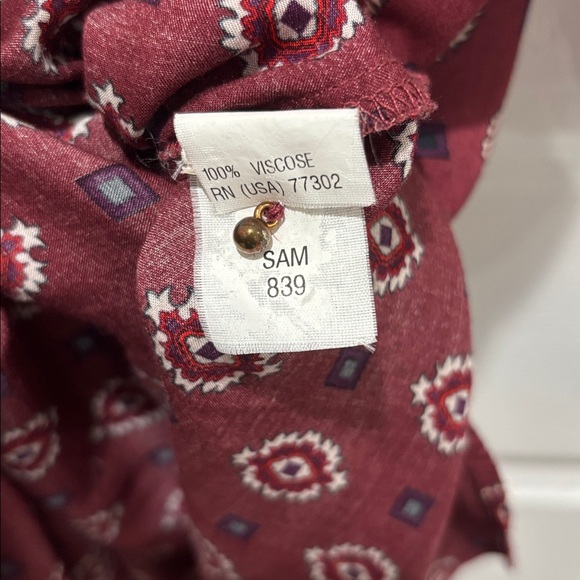 100% VISCOSE
RN (USA) 77302
SAM
839